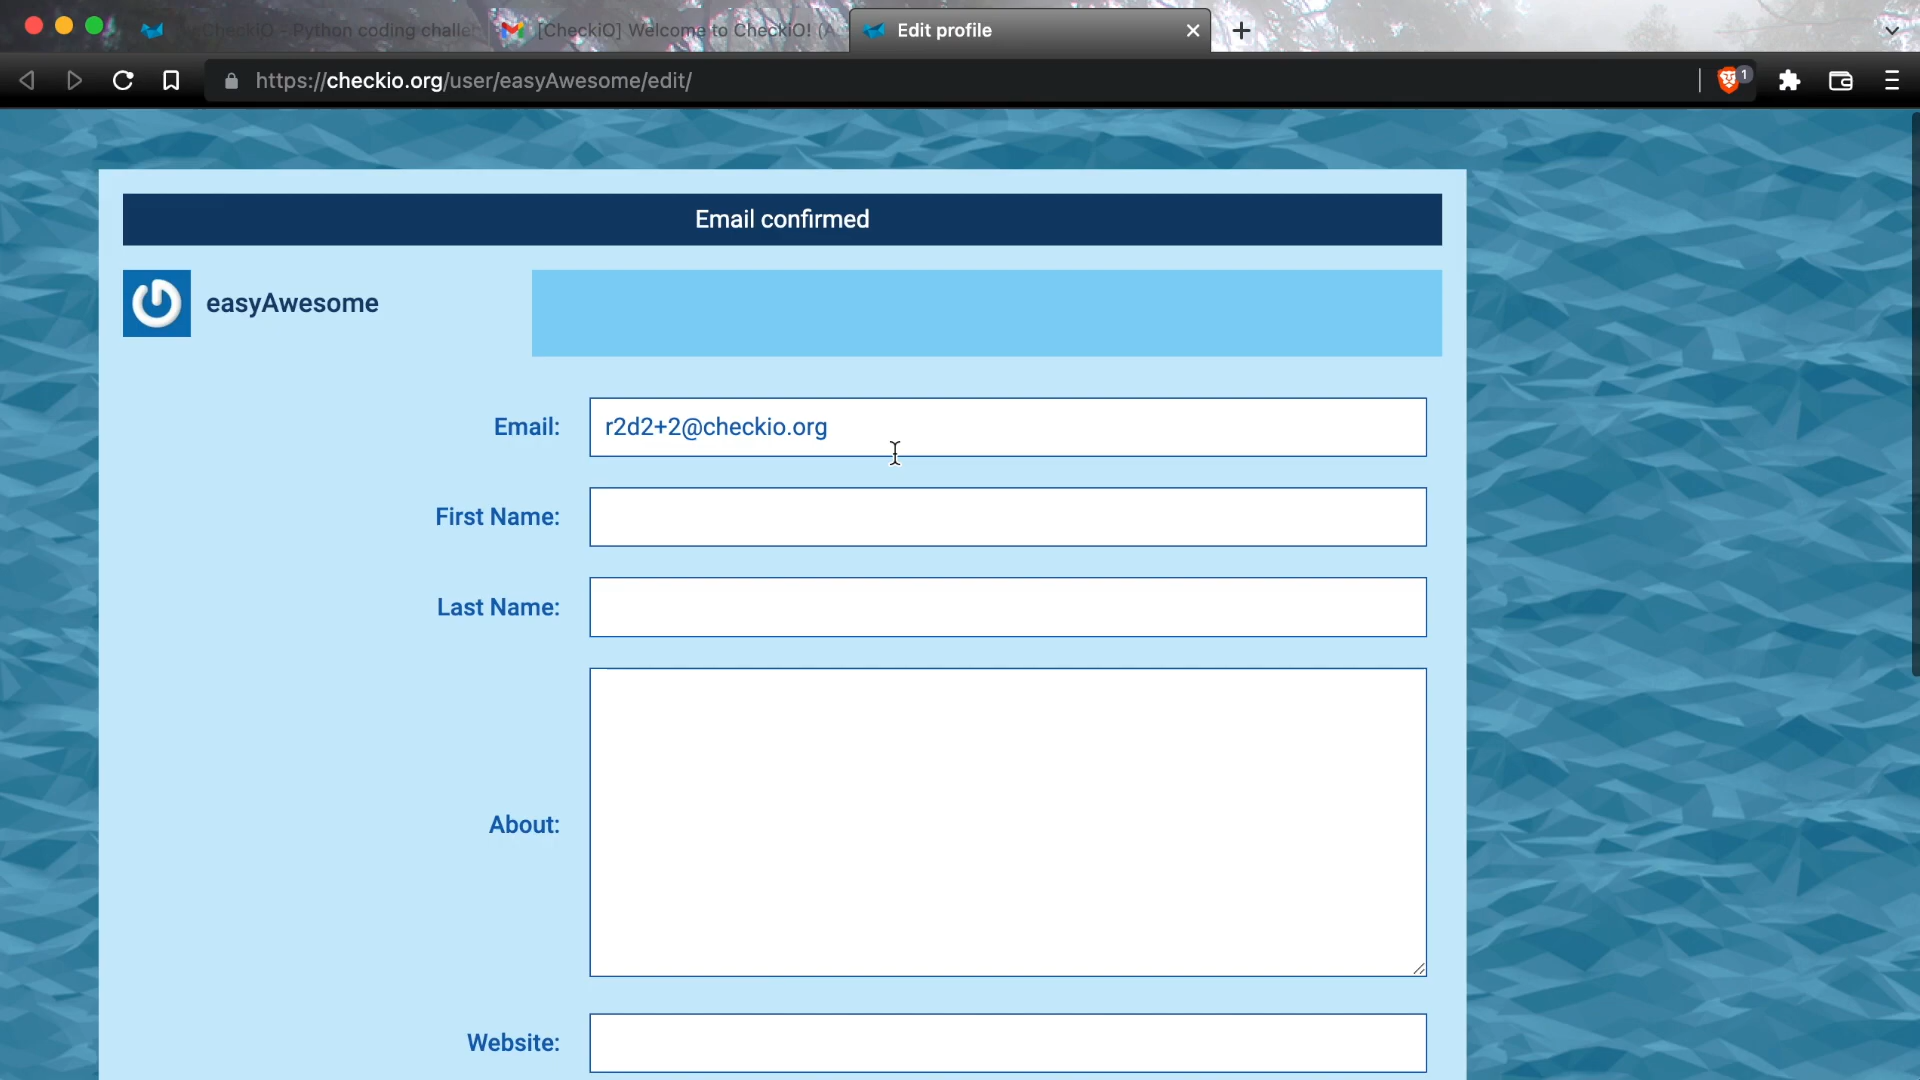 CheckiO - Python coding challe
[CheckiO] Welcome to CheckiO! (A
Edit profile
https://checkio.org/user/easyAwesome/edit/
1
Email confirmed
easyAwesome
Email:
r2d2+2@checkio.org
First Name:
Last Name:
About:
Website: